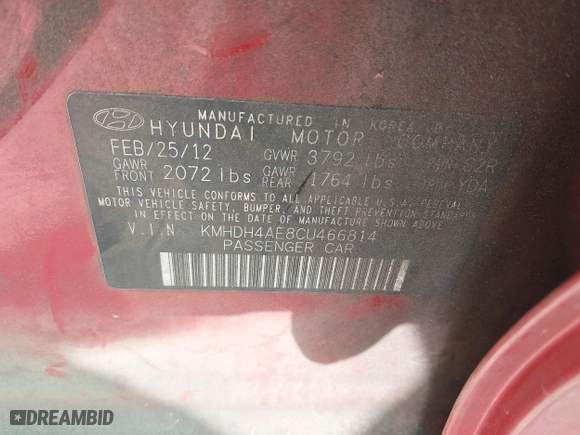 MANUFACTURED IN KOREA BY
HYUNDAI MOTOR COMPANY
FEB/25/12 GVWR 3792 lbs
GAWR FRONT 2072 lbs GAWR REAR 1764 lbs YDA
THIS VEHICLE CONFORMS TO ALL APPLICABLE U.S.A. FEDERAL
MOTOR VEHICLE SAFETY, BUMPER, AND THEFT PREVENTION STANDARDS
IN EFFECT ON THE DATE OF MANUFACTURE SHOWN ABOVE.
V.I.N KMHDH4AE8CU466814
PASSENGER CAR
DREAMBID